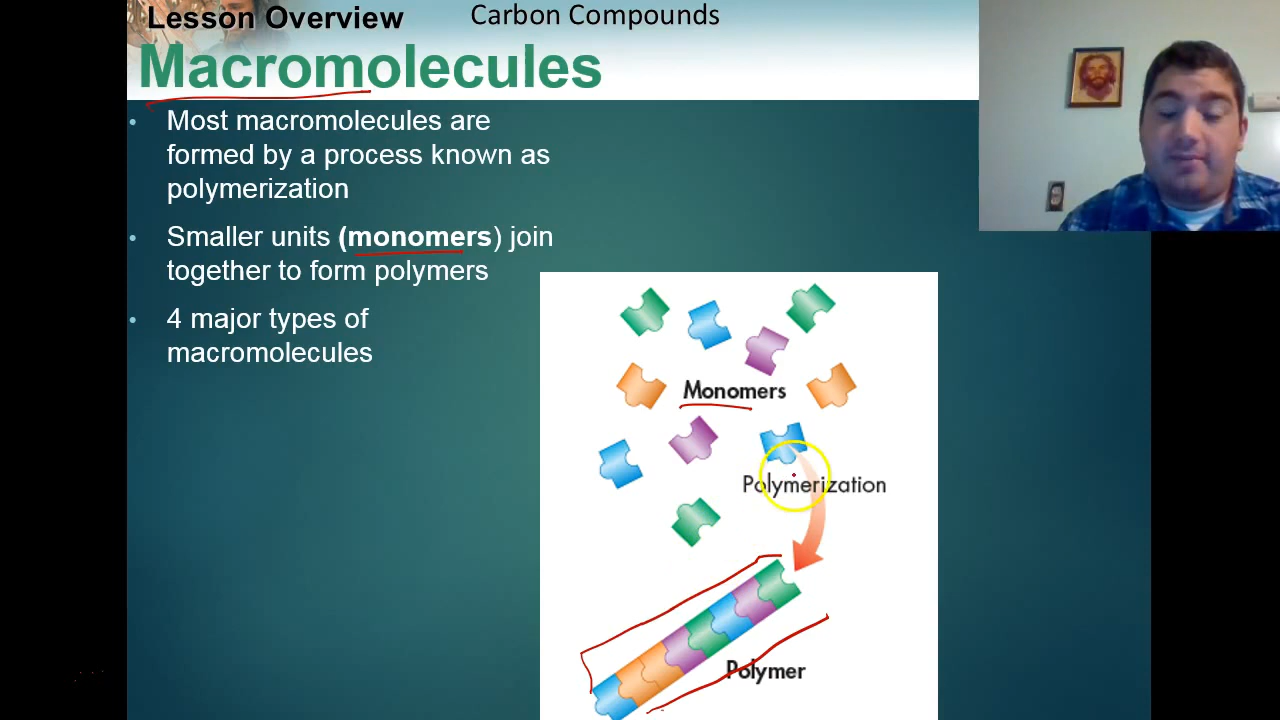 Lesson Overview
Carbon Compounds
Macromolecules
• Most macromolecules are
formed by a process known as
polymerization
• Smaller units (monomers) join
together to form polymers
• 4 major types of
macromolecules
Monomers
Polymerization
Polymer